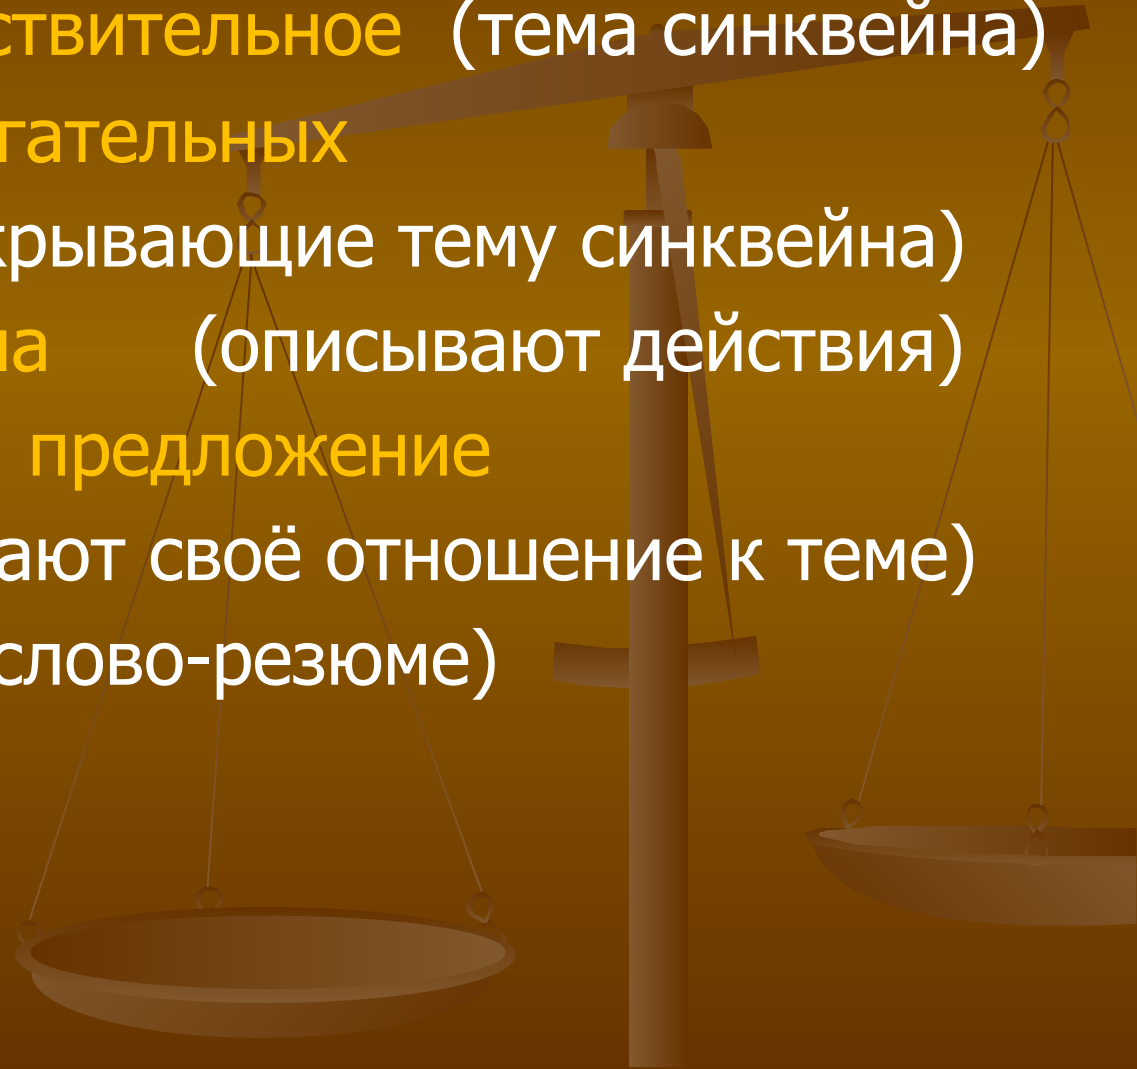 ствительное (тема синквейна)
гательных
крывающие тему синквейна)
на (описывают действия)
предложение
ают своё отношение к теме)
слово-резюме)